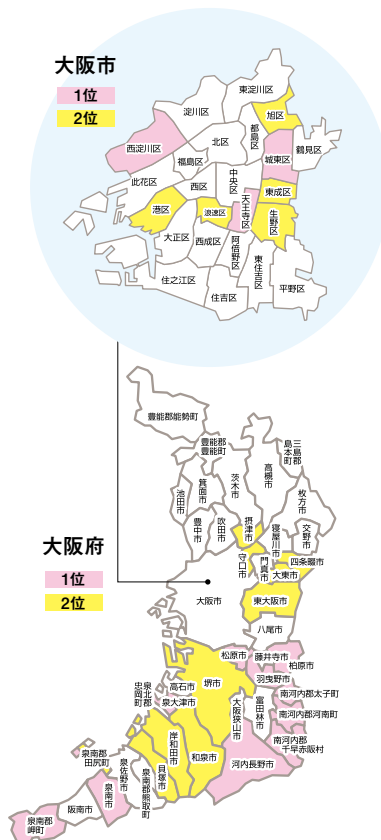 大阪市
1位
2位
東淀川区
淀川区
旭区
都島区
北区
鶴見区
城東区
西淀川区
福島区
此花区
中央区
西区
東成区
天王寺区
港区
浪速区
生野区
大正区
西成区
阿倍野区
東住吉区
住之江区
平野区
住吉区
豊能郡能勢町
豊能郡
豊能町
三島郡
島本町
高槻市
茨木市
箕面市
池田市
枚方市
豊中市
吹田市
摂津市
交野市
寝屋川市
守口市
門真市
四条畷市
大東市
大阪府
1位
2位
大阪市
東大阪市
八尾市
松原市
藤井寺市
柏原市
羽曳野市
堺市
高石市
泉北郡
忠岡町
泉大津市
南河内郡太子町
富田林市
大阪狭山市
南河内郡河南町
南河内郡
千早赤阪村
岸和田市
和泉市
河内長野市
貝塚市
泉南郡
田尻町
泉佐野市
泉南郡熊取町
泉南市
阪南市
泉南郡
岬町